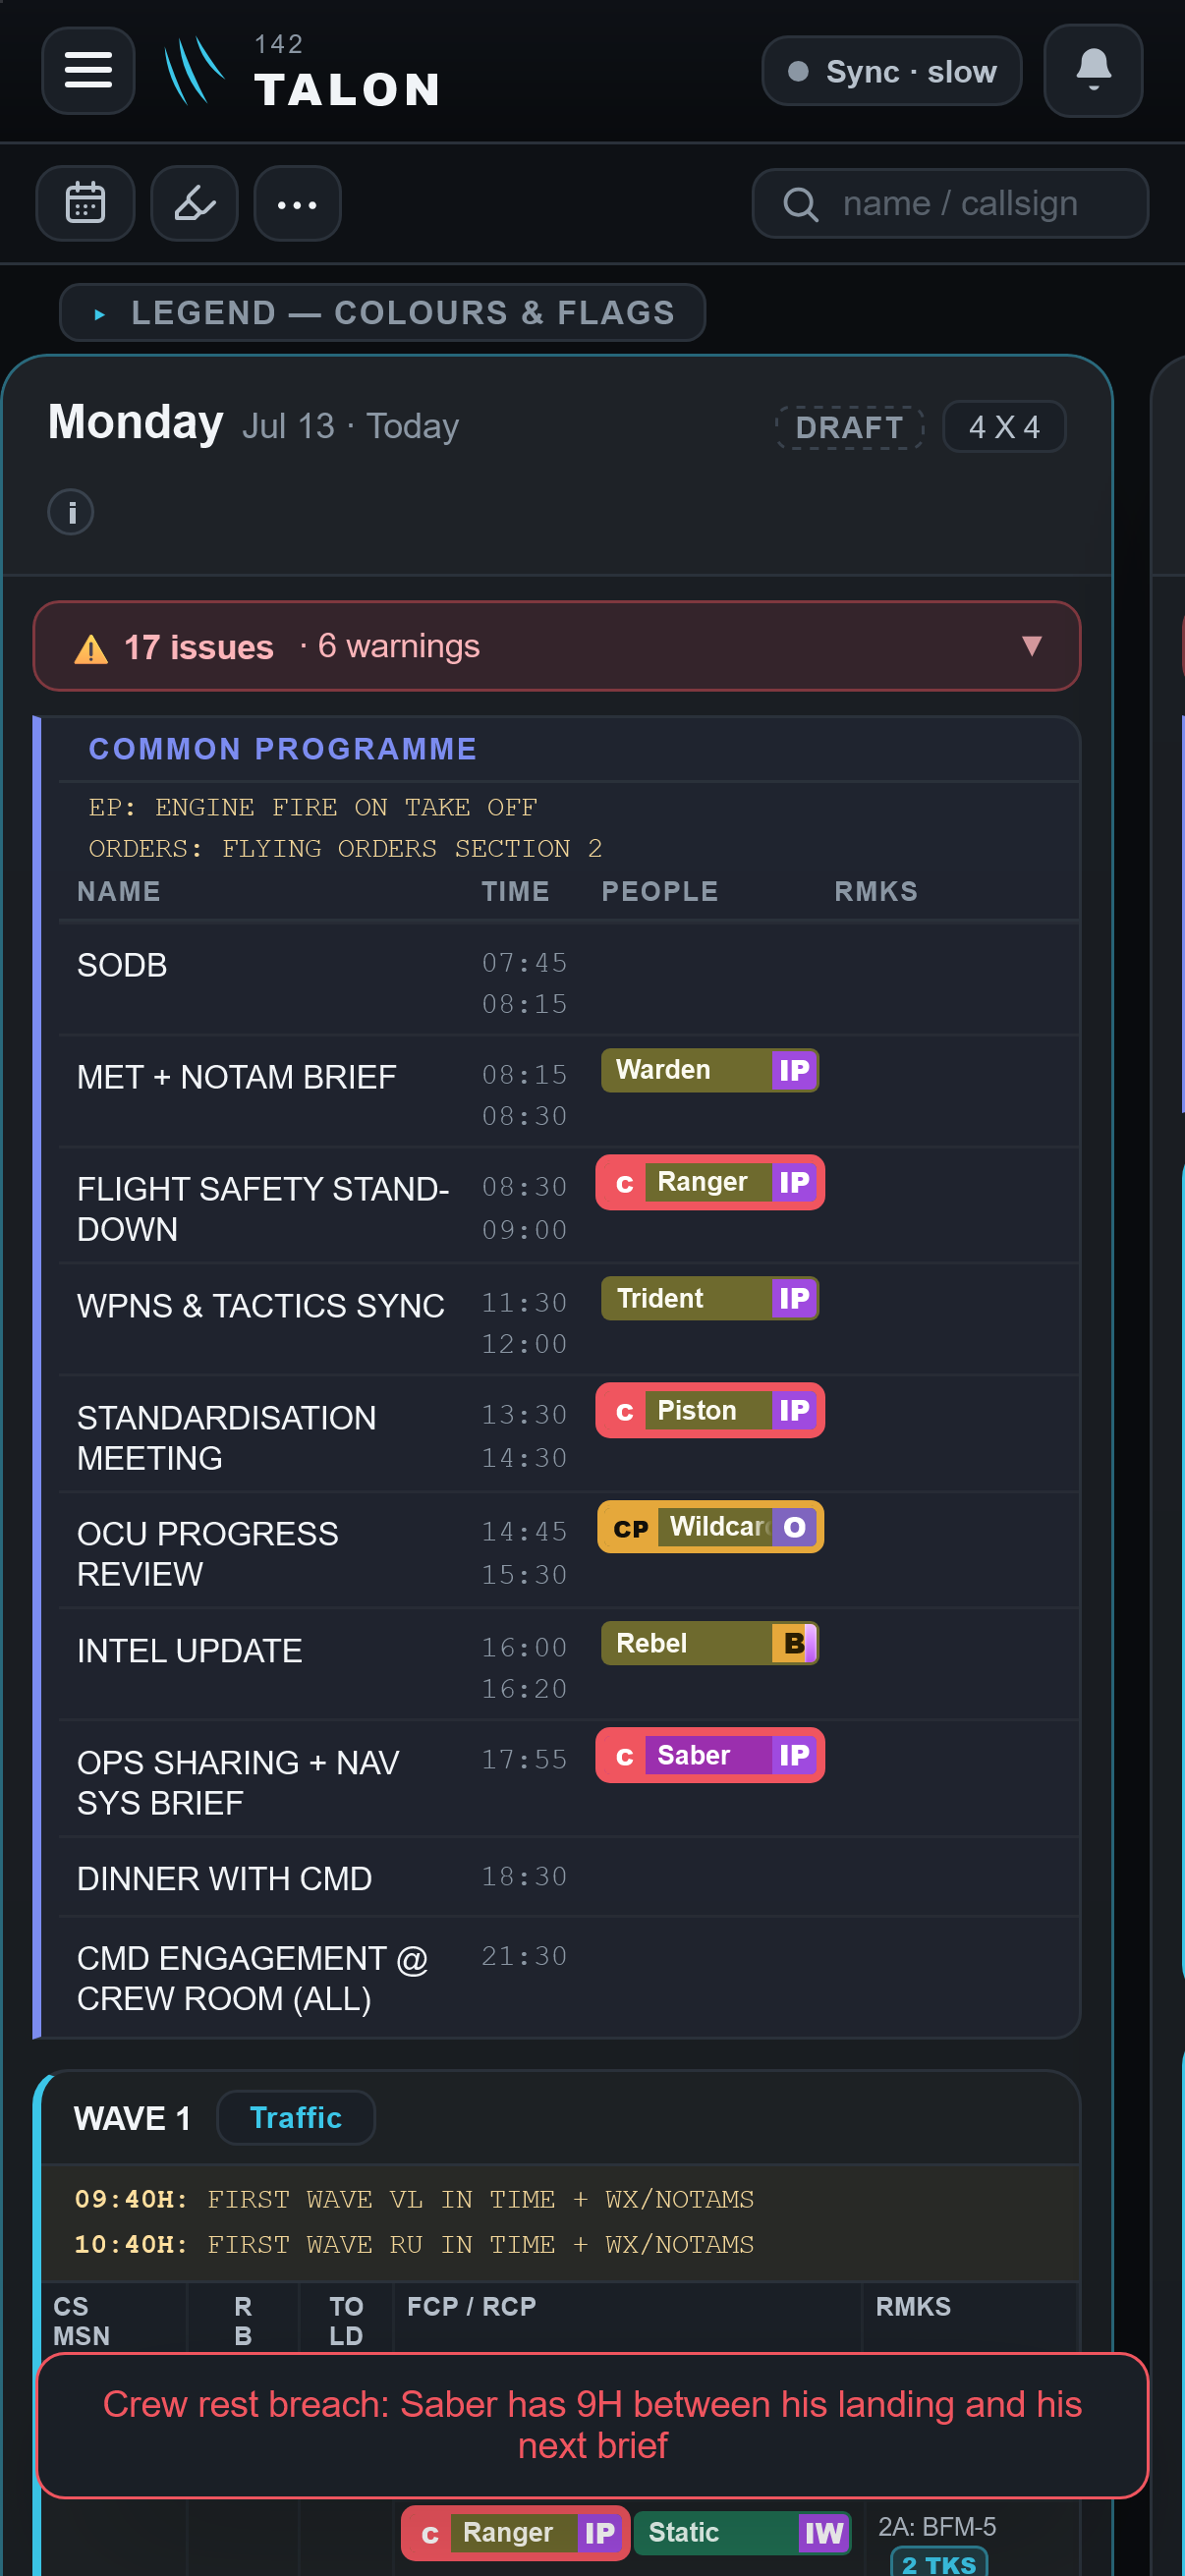 142
TALON
Sync · slow
name / callsign
LEGEND — COLOURS & FLAGS
Monday Jul 13 · Today DRAFT 4 X 4
i
17 issues · 6 warnings
COMMON PROGRAMME
EP: ENGINE FIRE ON TAKE OFF
ORDERS: FLYING ORDERS SECTION 2
NAME TIME PEOPLE RMKS
SODB 07:45
08:15
MET + NOTAM BRIEF 08:15 Warden IP
08:30
FLIGHT SAFETY STAND- 08:30 C Ranger IP
DOWN 09:00
WPNS & TACTICS SYNC 11:30 Trident IP
12:00
STANDARDISATION 13:30 C Piston IP
MEETING 14:30
OCU PROGRESS 14:45 CP Wildcard O
REVIEW 15:30
INTEL UPDATE 16:00 Rebel B
16:20
OPS SHARING + NAV 17:55 C Saber IP
SYS BRIEF
DINNER WITH CMD 18:30
CMD ENGAGEMENT @ 21:30
CREW ROOM (ALL)
WAVE 1 Traffic
09:40H: FIRST WAVE VL IN TIME + WX/NOTAMS
10:40H: FIRST WAVE RU IN TIME + WX/NOTAMS
CS R TO FCP / RCP RMKS
MSN B LD
Crew rest breach: Saber has 9H between his landing and his
next brief
C Ranger IP Static IW 2A: BFM-5
2 TKS